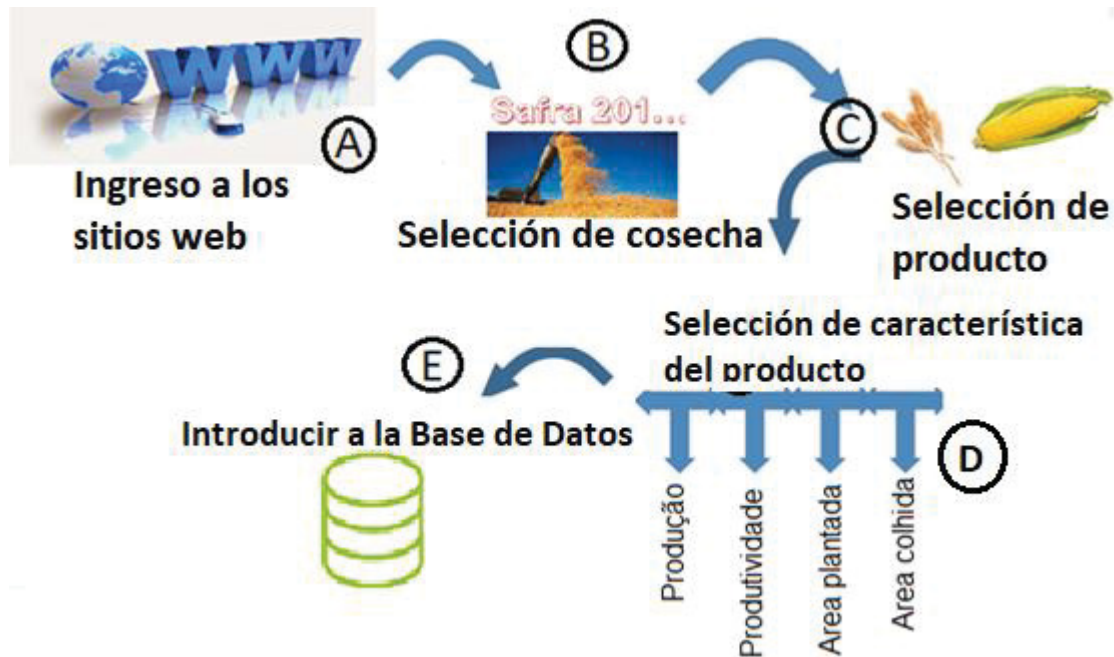 WWW
A
Ingreso a los
sitios web
B
Safra 201...
Selección de cosecha
C
Selección de
producto
Selección de característica
del producto
D
Produção
Produtividade
Area plantada
Area colhida
E
Introducir a la Base de Datos